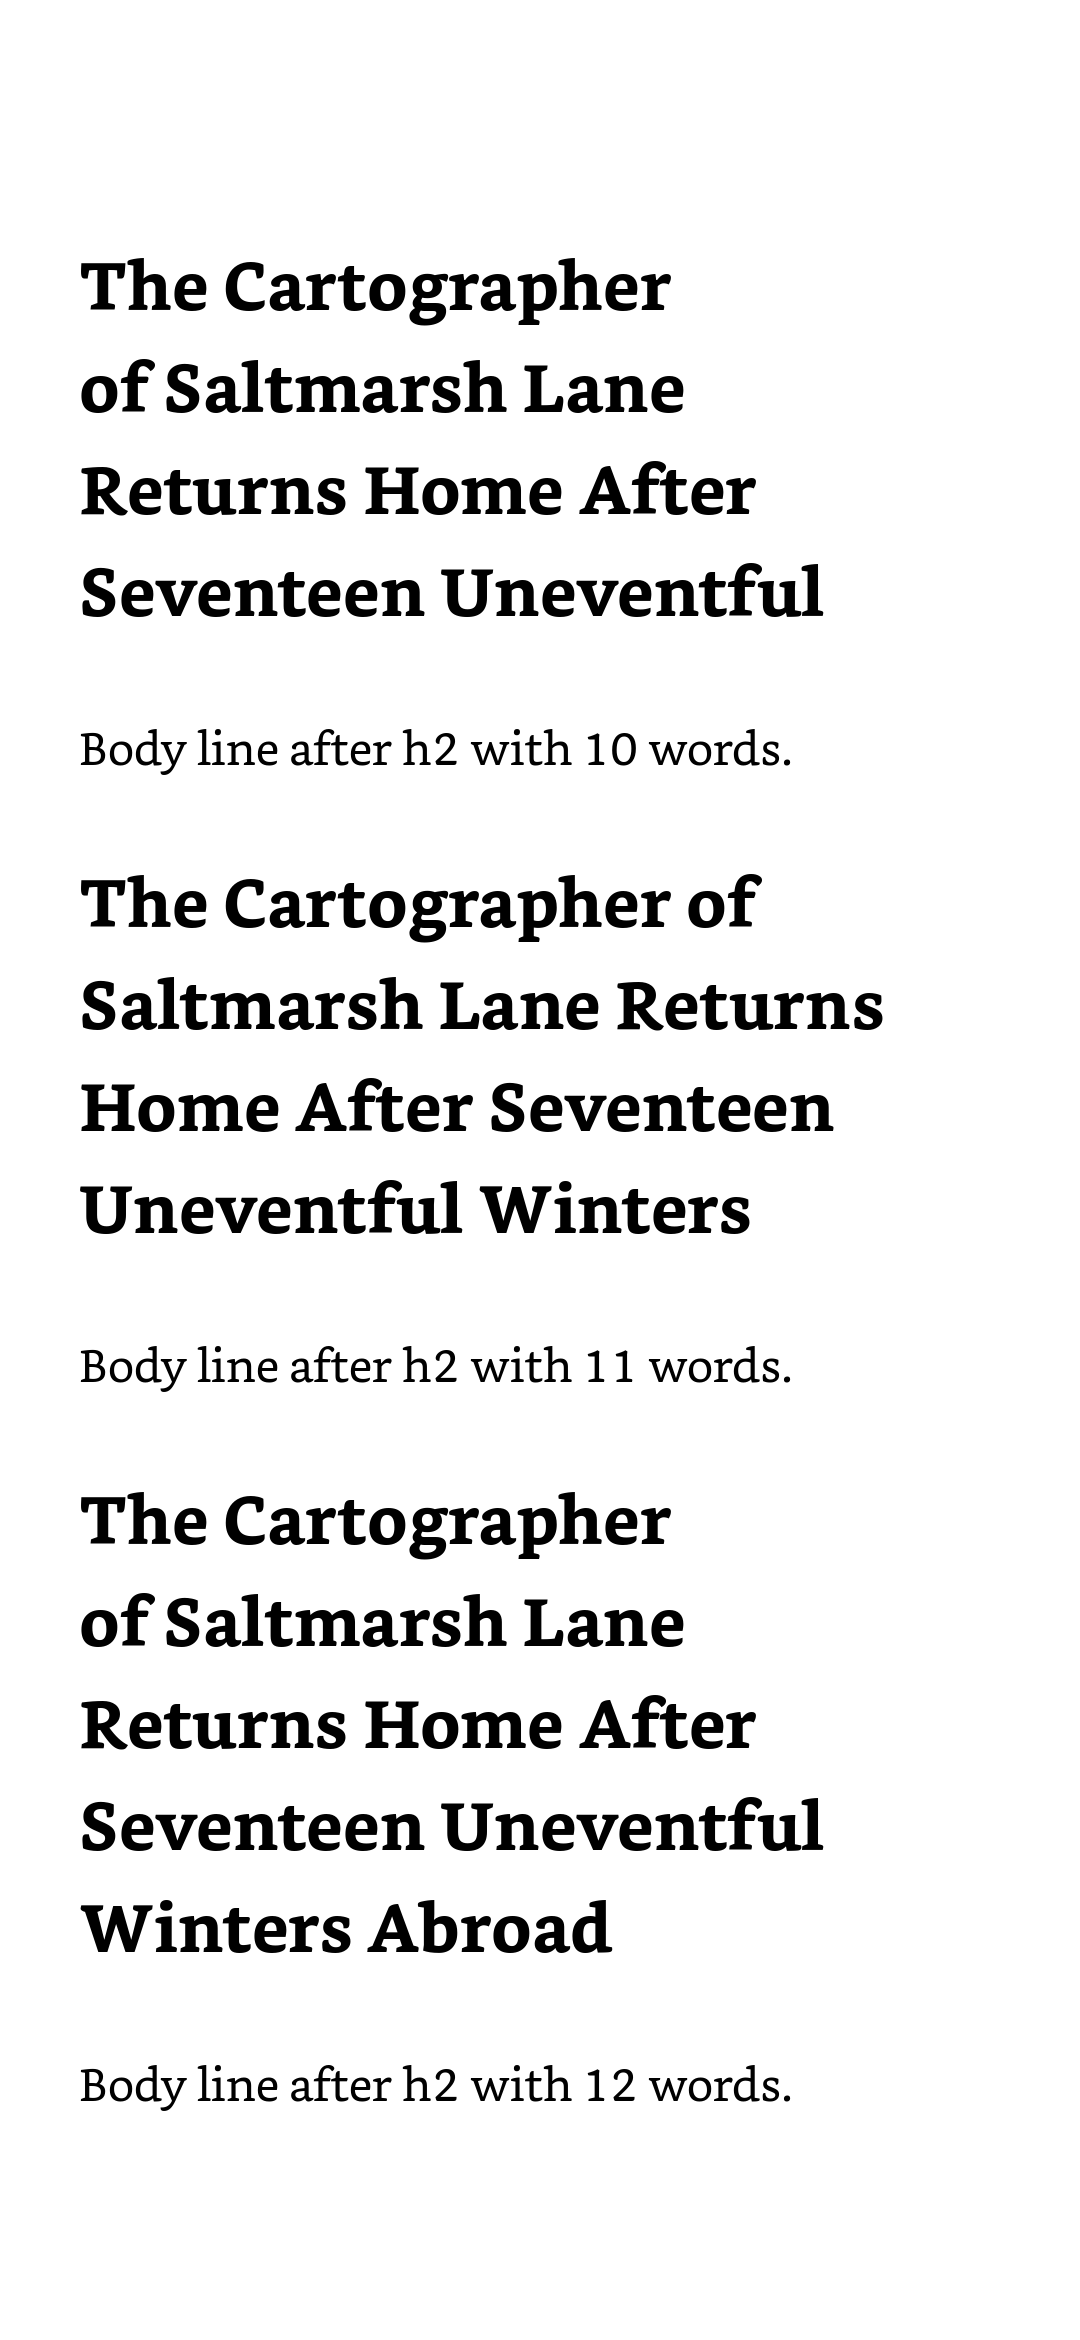 The Cartographer
of Saltmarsh Lane
Returns Home After
Seventeen Uneventful
Body line after h2 with 10 words.
The Cartographer of
Saltmarsh Lane Returns
Home After Seventeen
Uneventful Winters
Body line after h2 with 11 words.
The Cartographer
of Saltmarsh Lane
Returns Home After
Seventeen Uneventful
Winters Abroad
Body line after h2 with 12 words.